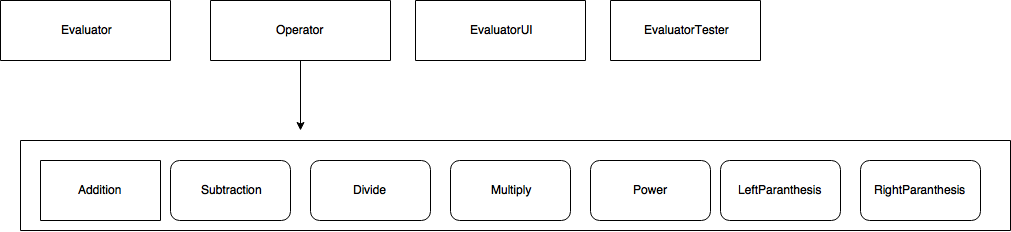 Evaluator
Operator
EvaluatorUI
EvaluatorTester
Addition
Subtraction
Divide
Multiply
Power
LeftParanthesis
RightParanthesis